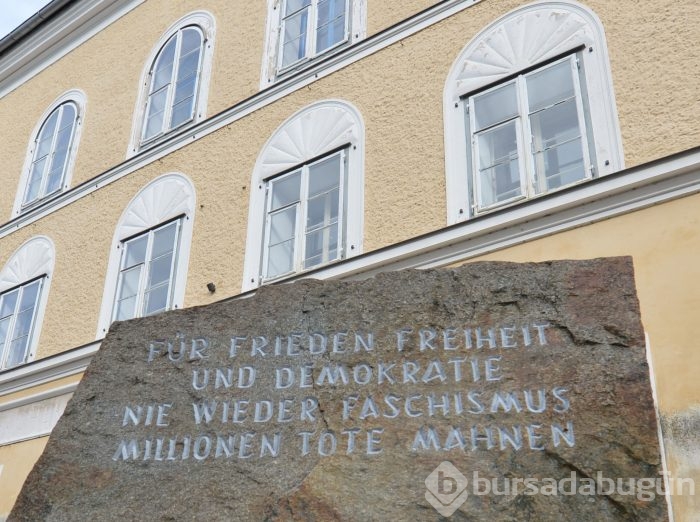 FÜR FRIEDEN FREIHEIT
UND DEMOKRATIE
NIE WIEDER FASCHISMUS
MILLIONEN TOTE MAHNEN
bursadabugün